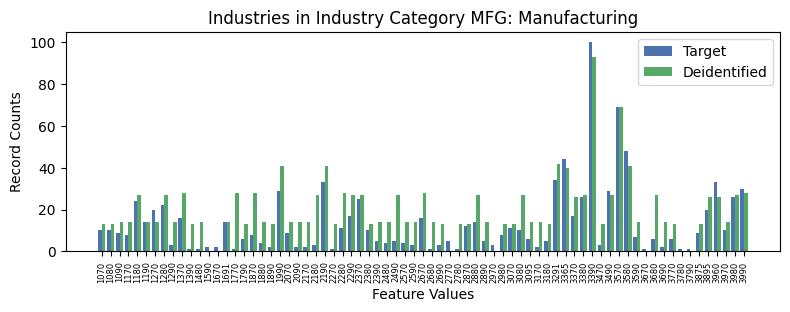 Industries in Industry Category MFG: Manufacturing
Target
Deidentified
Record Counts
100
80
60
40
20
0
1070 1080 1090 1170 1180 1190 1270 1280 1290 1370 1390 1480 1590 1670 1691 1770 1790 1870 1880 1890 1990 2070 2090 2170 2180 2190 2270 2280 2290 2370 2380 2390 2480 2490 2570 2590 2670 2680 2690 2770 2780 2870 2880 2890 2970 2980 3070 3080 3095 3170 3180 3291 3365 3370 3380 3390 3470 3490 3570 3580 3590 3670 3680 3690 3770 3780 3790 3875 3895 3960 3970 3980 3990
Feature Values